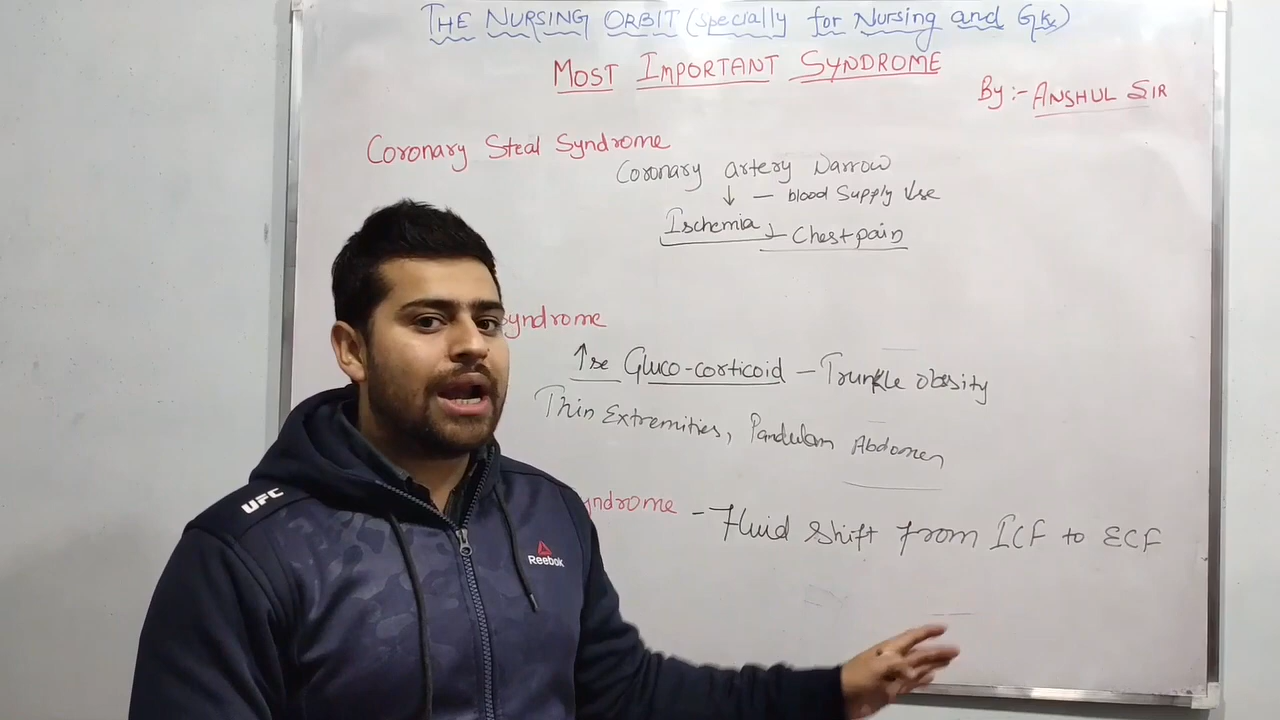 THE NURSING ORBIT (specially for Nursing and Gk)
MOST IMPORTANT SYNDROME
By :- ANSHUL SIR
Coronary Steal Syndrome
Coronary artery Narrow
↓ — blood Supply ↓se
Ischemia → Chest pain
Syndrome
↑se Gluco-corticoid – Trunkle obesity
Thin Extremities, Pandulam Abdomen
yndrome – Fluid Shift from ICF to ECF
UFC
Reebok